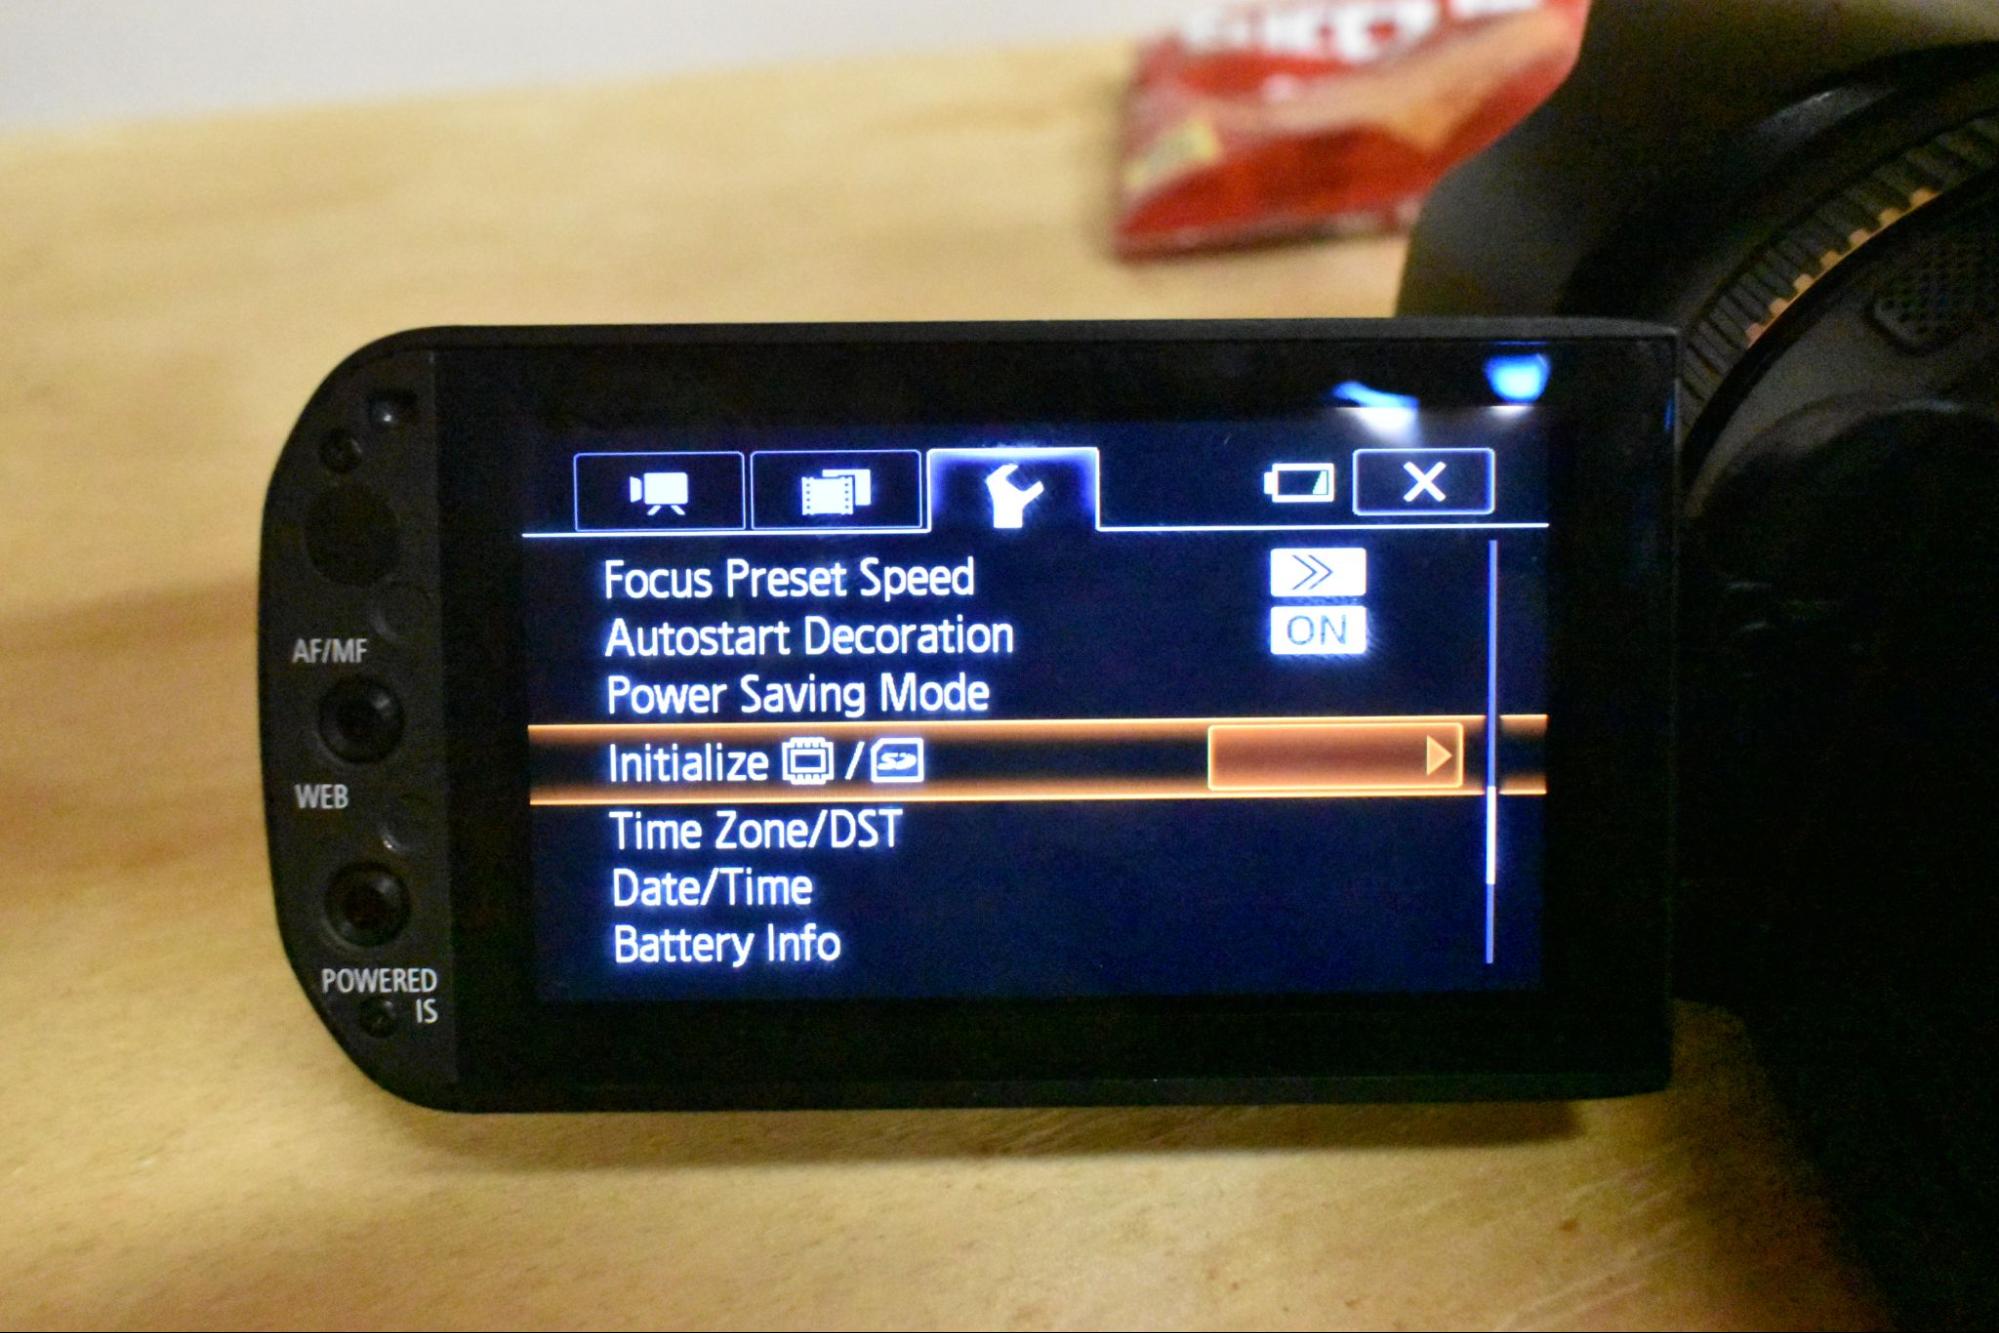 Focus Preset Speed
Autostart Decoration ON
Power Saving Mode
Initialize /
Time Zone/DST
Date/Time
Battery Info
AF/MF
WEB
POWERED
IS